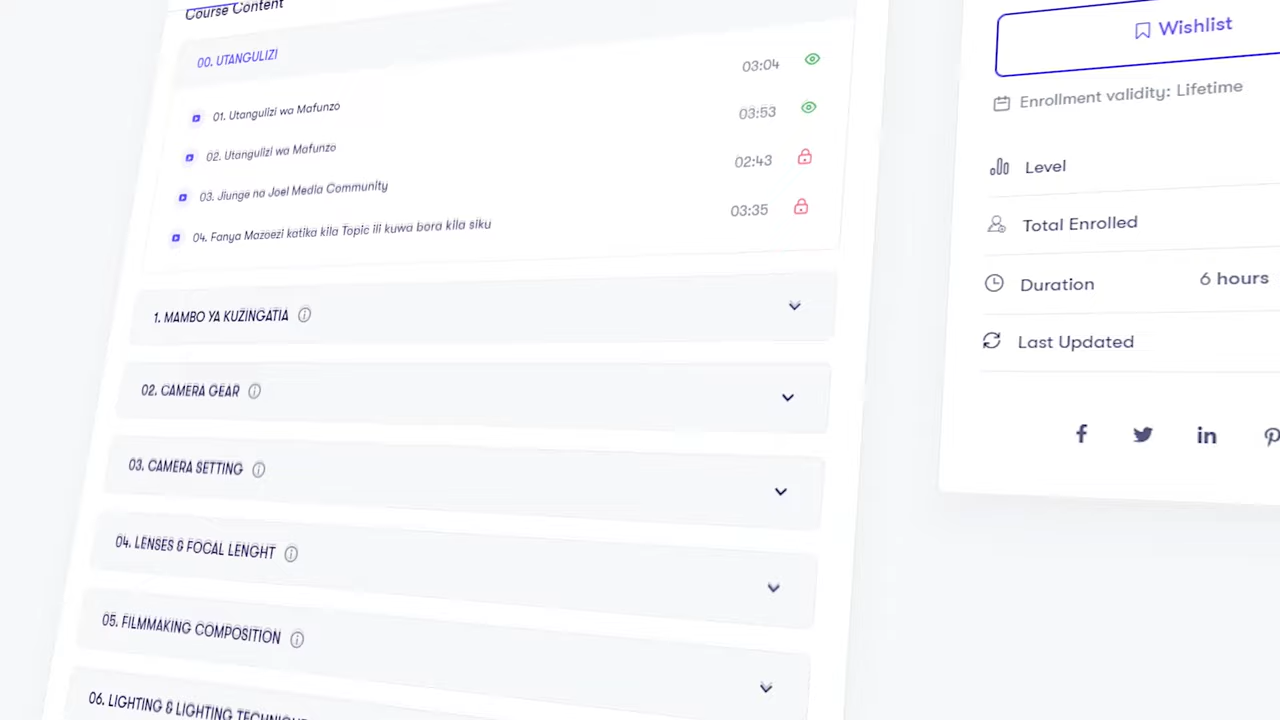 Course Content
00. UTANGULIZI
01. Utangulizi wa Mafunzo 03:04
02. Utangulizi wa Mafunzo 03:53
03. Jiunge na Joel Media Community 02:43
04. Fanya Mazoezi katika kila Topic ili kuwa bora kila siku 03:35
1. MAMBO YA KUZINGATIA
02. CAMERA GEAR
03. CAMERA SETTING
04. LENSES & FOCAL LENGHT
05. FILMMAKING COMPOSITION
06. LIGHTING & LIGHTING
Wishlist
Enrollment validity: Lifetime
Level
Total Enrolled
Duration 6 hours
Last Updated